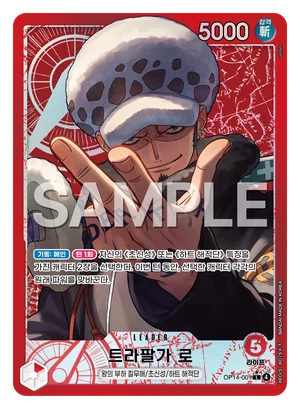 5000
참격
斬
SAMPLE
기동: 메인 턴 1회 자신의 《초신성》 또는 《하트 해적단》 특징을
가진 캐릭터 2장을 선택한다. 이번 턴 동안, 선택한 캐릭터 각각의
원래 파워를 맞바꾼다.
LEADER
트라팔가 로
왕의 부하 칠무해/초신성/하트 해적단
5
라이프
OP14-001 L